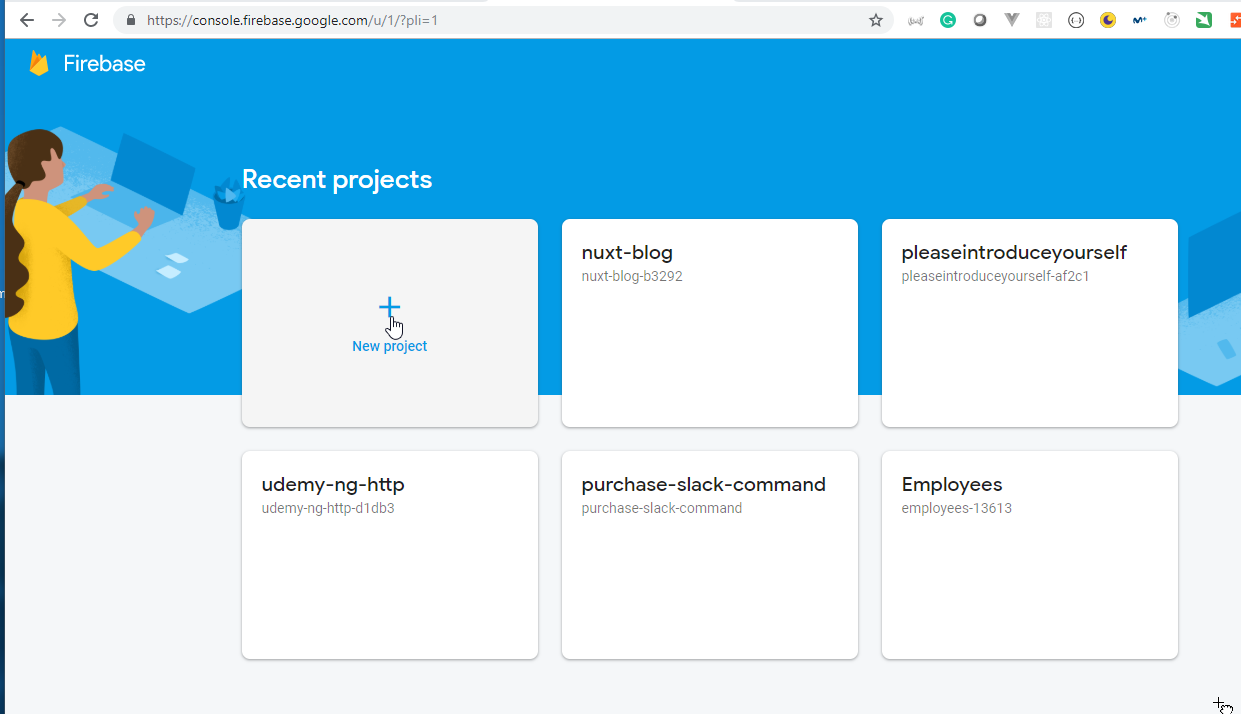 https://console.firebase.google.com/u/1/?pli=1
Firebase
Recent projects
New project
nuxt-blog
nuxt-blog-b3292
pleaseintroduceyourself
pleaseintroduceyourself-af2c1
udemy-ng-http
udemy-ng-http-d1db3
purchase-slack-command
purchase-slack-command
Employees
employees-13613